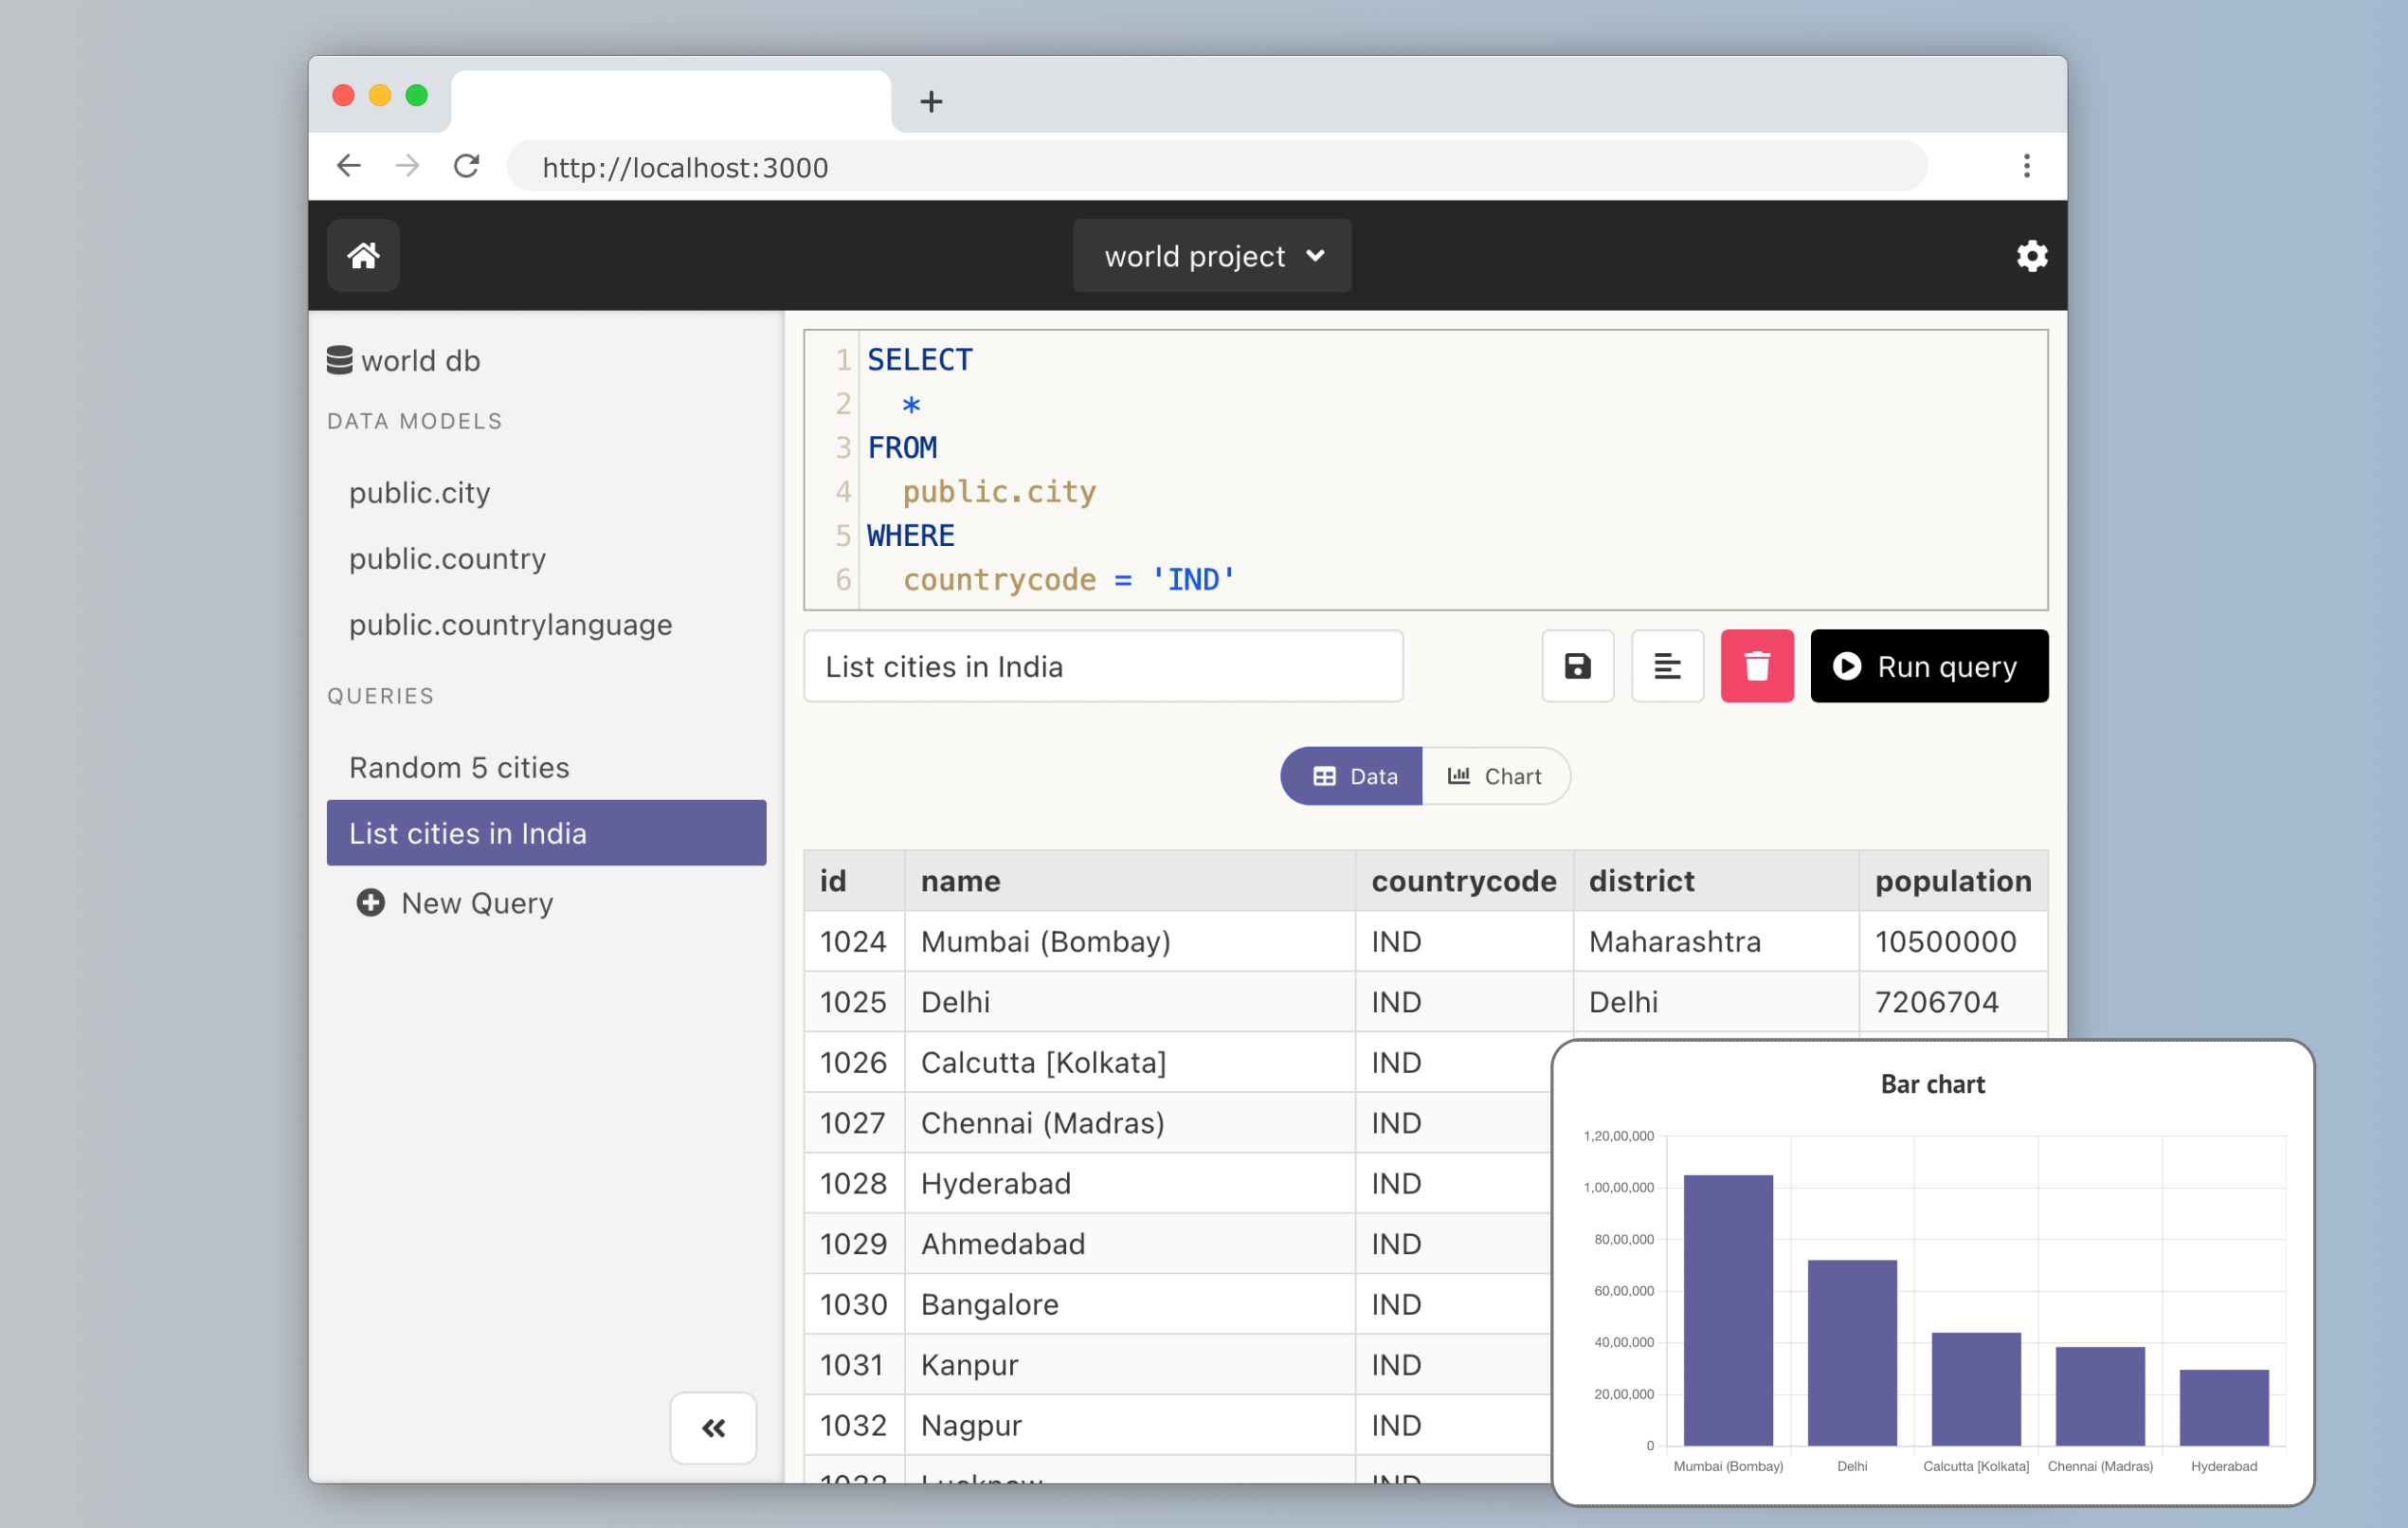 http://localhost:3000
world project
world db
DATA MODELS
public.city
public.country
public.countrylanguage
QUERIES
Random 5 cities
List cities in India
New Query
1 SELECT
2 *
3 FROM
4 public.city
5 WHERE
6 countrycode = 'IND'
List cities in India
Run query
Data Chart
id name countrycode district population
1024 Mumbai (Bombay) IND Maharashtra 10500000
1025 Delhi IND Delhi 7206704
1026 Calcutta [Kolkata] IND
1027 Chennai (Madras) IND
1028 Hyderabad IND
1029 Ahmedabad IND
1030 Bangalore IND
1031 Kanpur IND
1032 Nagpur IND
1033 Lucknow IND
Bar chart
1,20,00,000
1,00,00,000
80,00,000
60,00,000
40,00,000
20,00,000
0
Mumbai (Bombay) Delhi Calcutta [Kolkata] Chennai (Madras) Hyderabad